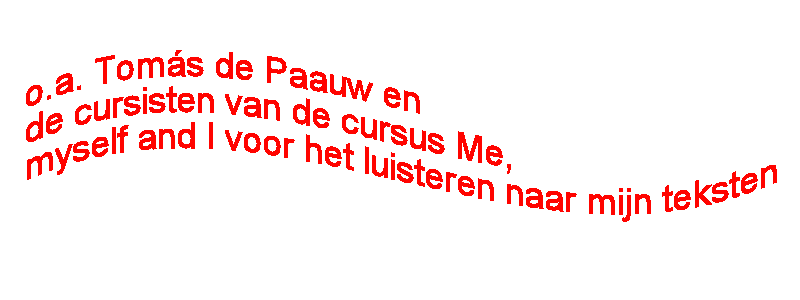 o.a. Tomás de Paauw en
de cursisten van de cursus Me,
myself and I voor het luisteren naar mijn teksten